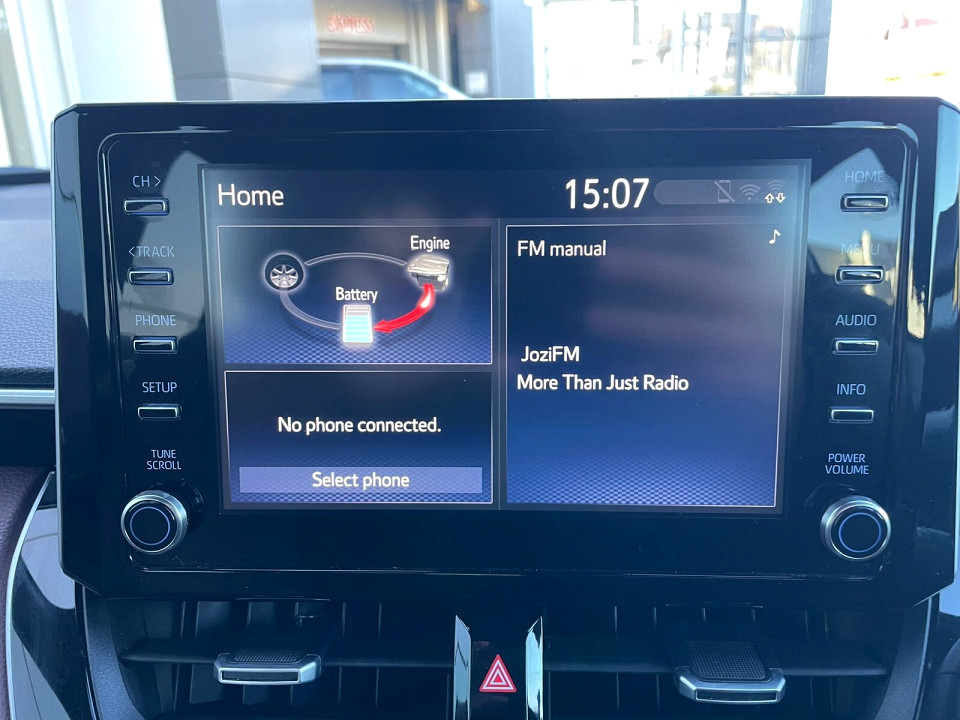 EXPRESS
CH >
< TRACK
PHONE
SETUP
TUNE
SCROLL
Home
15:07
Engine
Battery
No phone connected.
Select phone
FM manual
JoziFM
More Than Just Radio
HOME
MENU
AUDIO
INFO
POWER
VOLUME